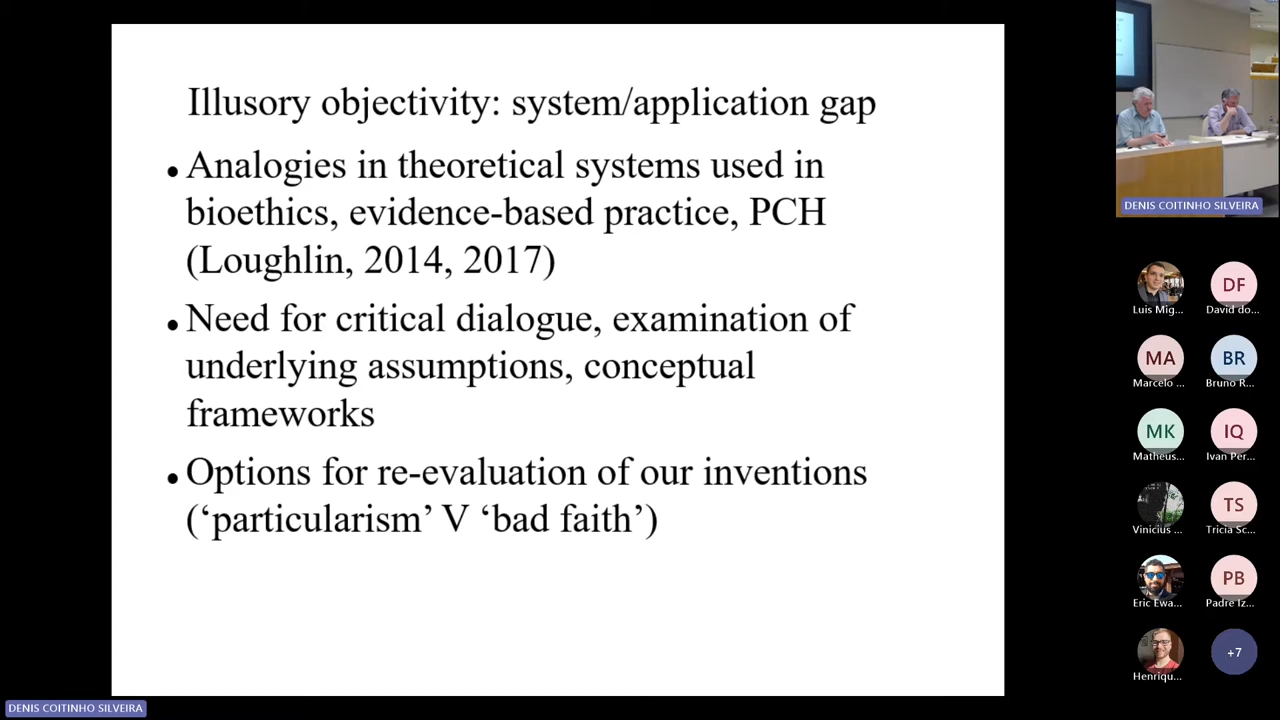 Illusory objectivity: system/application gap
• Analogies in theoretical systems used in
bioethics, evidence-based practice, PCH
(Loughlin, 2014, 2017)
• Need for critical dialogue, examination of
underlying assumptions, conceptual
frameworks
• Options for re-evaluation of our inventions
(‘particularism’ V ‘bad faith’)
DENIS COITINHO SILVEIRA
DENIS COITINHO SILVEIRA
Luis Mig...
DF
David do...
MA
Marcelo ...
BR
Bruno R...
MK
Matheus...
IQ
Ivan Per...
Vinicius ...
TS
Tricia Sc...
Eric Ewa...
PB
Padre Iz...
Henriqu...
+7